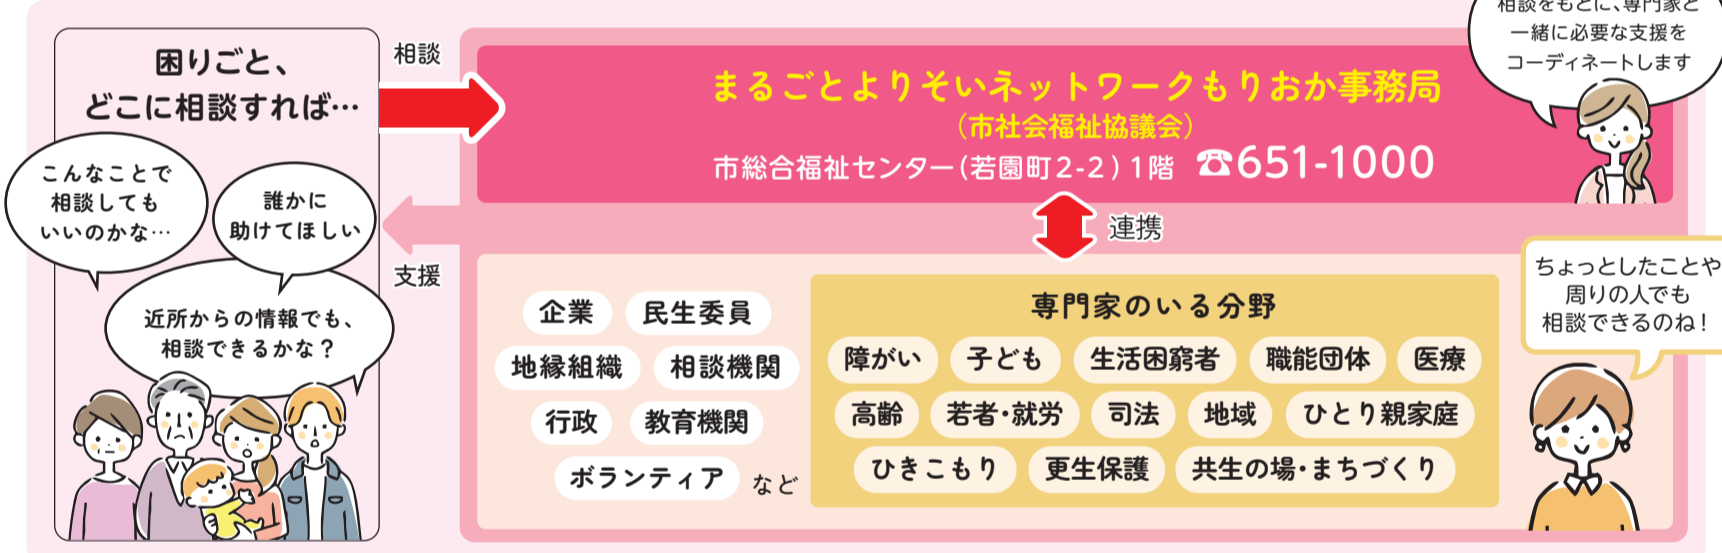 困りごと、
どこに相談すれば…
こんなことで
相談しても
いいのかな…
誰かに
助けてほしい
近所からの情報でも、
相談できるかな？
相談
支援
まるごとよりそいネットワークもりおか事務局
（市社会福祉協議会）
市総合福祉センター（若園町2-2）1階 ☎651-1000
相談をもとに、専門家と
一緒に必要な支援を
コーディネートします
連携
企業 民生委員
地縁組織 相談機関
行政 教育機関
ボランティア など
専門家のいる分野
障がい 子ども 生活困窮者 職能団体 医療
高齢 若者・就労 司法 地域 ひとり親家庭
ひきこもり 更生保護 共生の場・まちづくり
ちょっとしたことや
周りの人でも
相談できるのね！